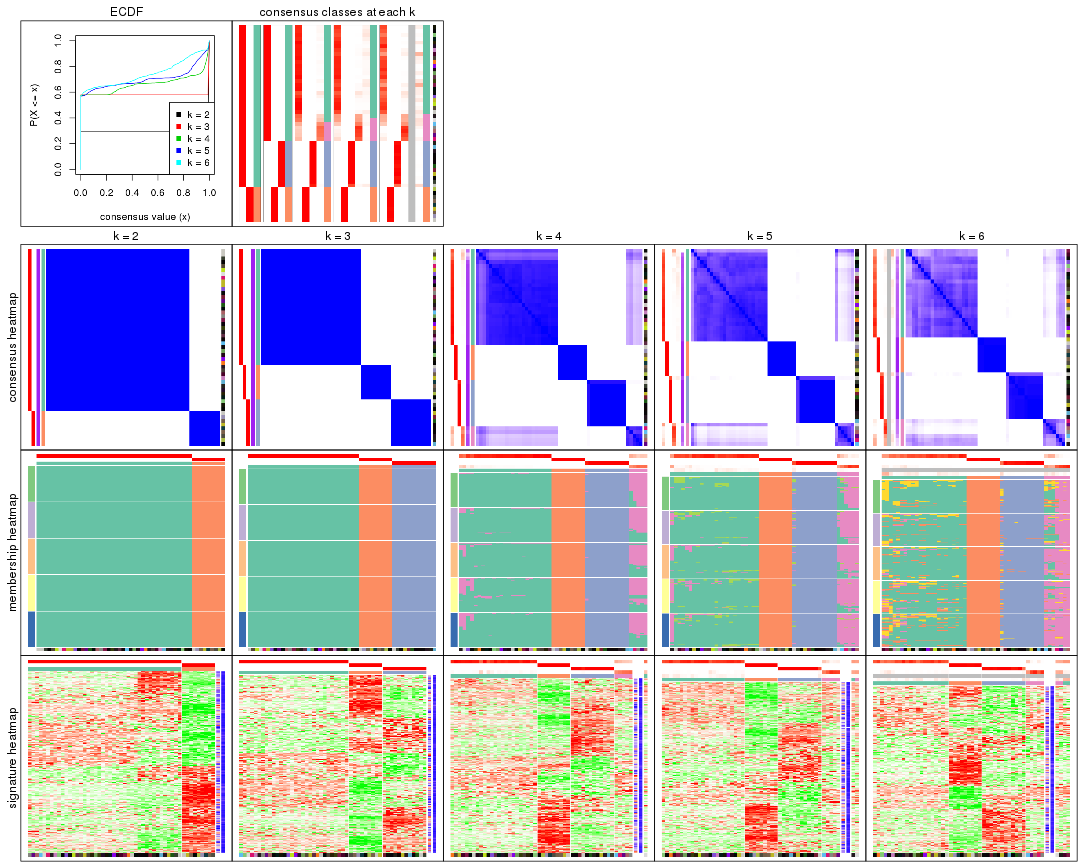 ECDF
consensus classes at each k
P(X <= x)
0.0 0.2 0.4 0.6 0.8 1.0
k = 2
k = 3
k = 4
k = 5
k = 6
0.0 0.2 0.4 0.6 0.8 1.0
consensus value (x)
k = 2 k = 3 k = 4 k = 5 k = 6
consensus heatmap
membership heatmap
signature heatmap